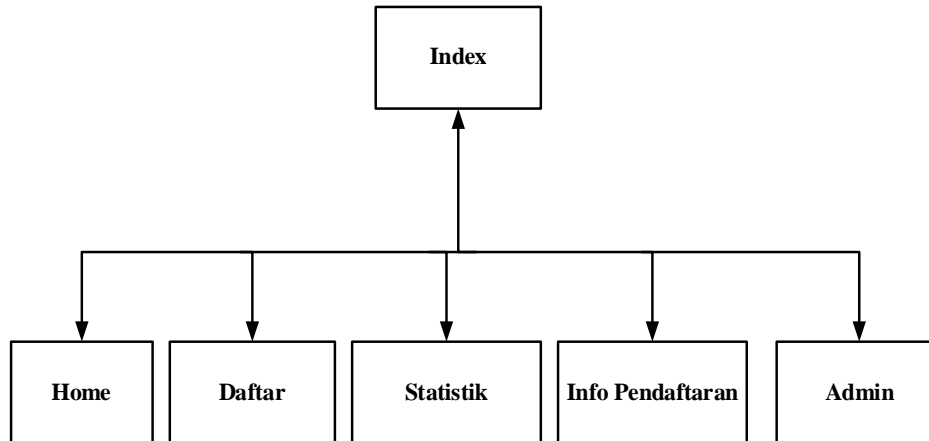 Index
Home
Daftar
Statistik
Info Pendaftaran
Admin